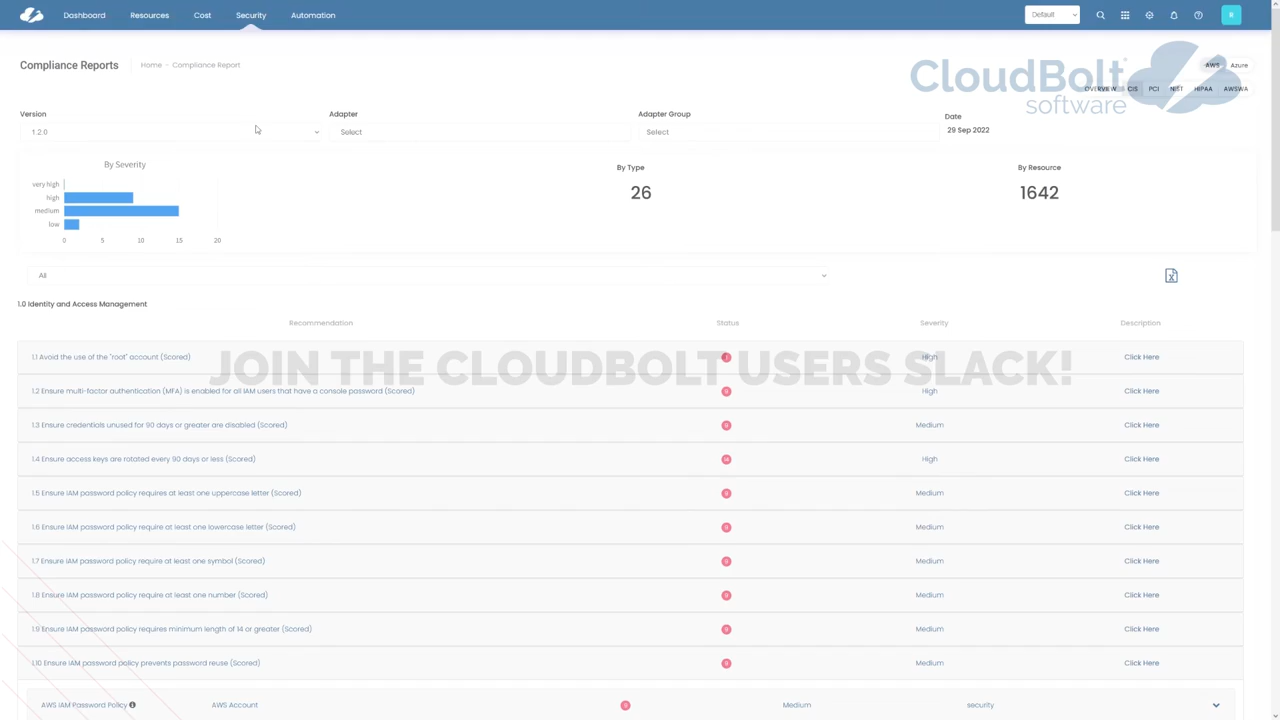 Dashboard Resources Cost Security Automation Default R
Compliance Reports Home - Compliance Report AWS Azure
CloudBolt
software
OVERVIEW CIS PCI NIST HIPAA AWSWA
Version Adapter Adapter Group Date
1.2.0 Select Select 29 Sep 2022
By Severity By Type By Resource
very high
high
medium
low
0 5 10 15 20
26 1642
All
1.0 Identity and Access Management
Recommendation Status Severity Description
JOIN THE CLOUDBOLT USERS SLACK!
1.1 Avoid the use of the "root" account (Scored) High Click Here
1.2 Ensure multi-factor authentication (MFA) is enabled for all IAM users that have a console password (Scored) High Click Here
1.3 Ensure credentials unused for 90 days or greater are disabled (Scored) Medium Click Here
1.4 Ensure access keys are rotated every 90 days or less (Scored) High Click Here
1.5 Ensure IAM password policy requires at least one uppercase letter (Scored) Medium Click Here
1.6 Ensure IAM password policy require at least one lowercase letter (Scored) Medium Click Here
1.7 Ensure IAM password policy require at least one symbol (Scored) Medium Click Here
1.8 Ensure IAM password policy require at least one number (Scored) Medium Click Here
1.9 Ensure IAM password policy requires minimum length of 14 or greater (Scored) Medium Click Here
1.10 Ensure IAM password policy prevents password reuse (Scored) Medium Click Here
AWS IAM Password Policy AWS Account Medium security